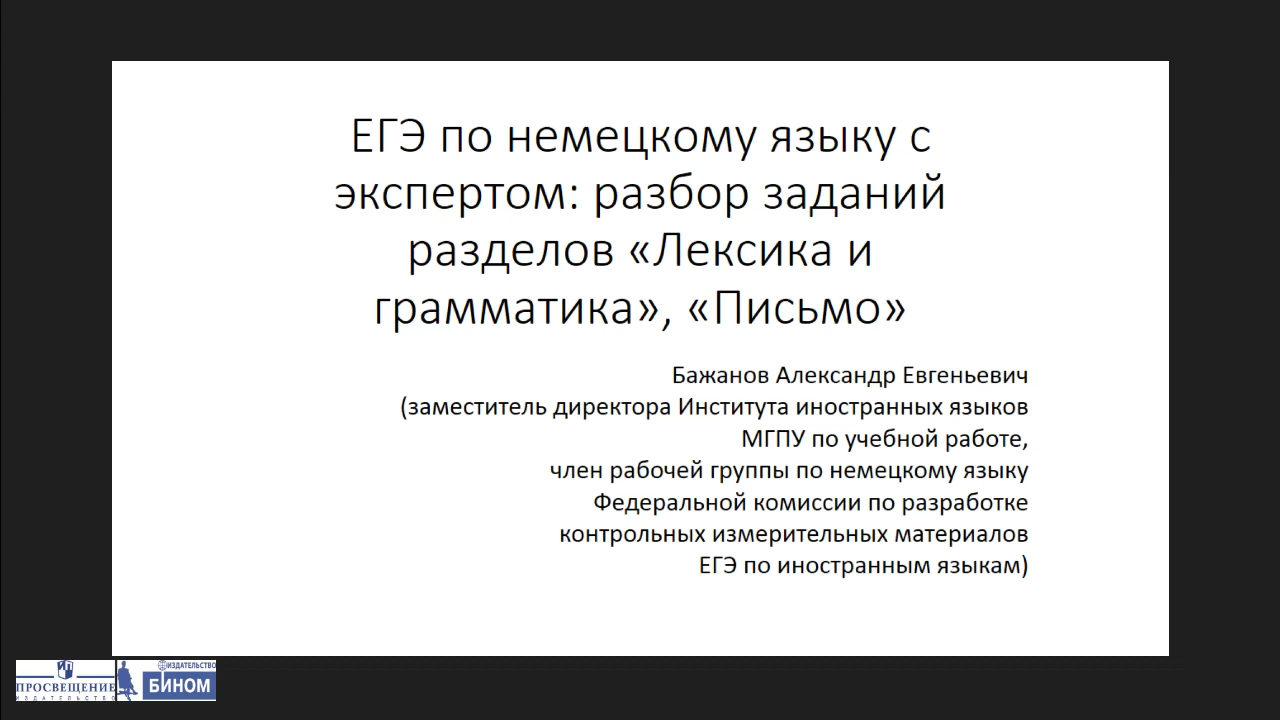 ЕГЭ по немецкому языку с
экспертом: разбор заданий
разделов «Лексика и
грамматика», «Письмо»
Бажанов Александр Евгеньевич
(заместитель директора Института иностранных языков
МГПУ по учебной работе,
член рабочей группы по немецкому языку
Федеральной комиссии по разработке
контрольных измерительных материалов
ЕГЭ по иностранным языкам)
ПРОСВЕЩЕНИЕ
ИЗДАТЕЛЬСТВО
ИЗДАТЕЛЬСТВО
БИНОМ